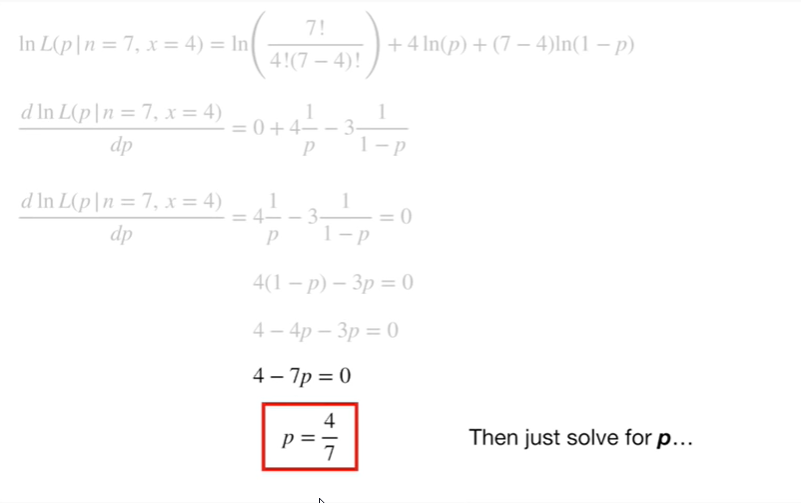 ln L(p|n = 7, x = 4) = ln(7!/(4!(7 − 4)!)) + 4 ln(p) + (7 − 4)ln(1 − p)
d ln L(p|n = 7, x = 4)/dp = 0 + 4 1/p − 3 1/(1 − p)
d ln L(p|n = 7, x = 4)/dp = 4 1/p − 3 1/(1 − p) = 0
4(1 − p) − 3p = 0
4 − 4p − 3p = 0
4 − 7p = 0
p = 4/7
Then just solve for p…